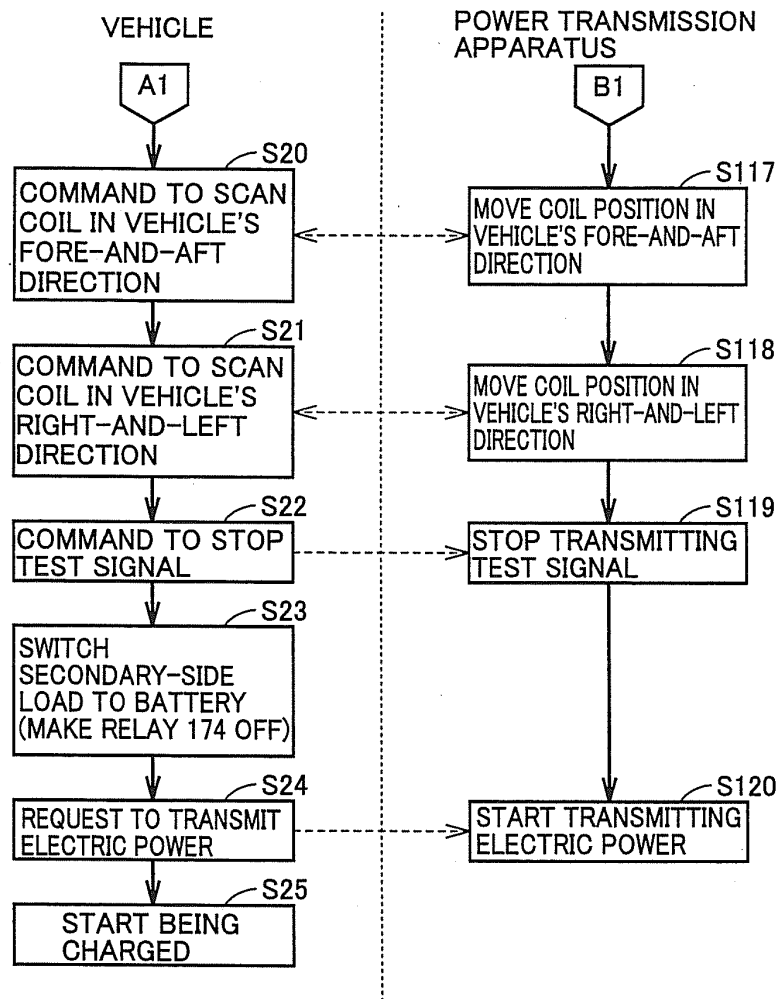 VEHICLE
POWER TRANSMISSION
APPARATUS
A1
B1
S20
COMMAND TO SCAN
COIL IN VEHICLE'S
FORE-AND-AFT
DIRECTION
S117
MOVE COIL POSITION IN
VEHICLE'S FORE-AND-AFT
DIRECTION
S21
COMMAND TO SCAN
COIL IN VEHICLE'S
RIGHT-AND-LEFT
DIRECTION
S118
MOVE COIL POSITION IN
VEHICLE'S RIGHT-AND-LEFT
DIRECTION
S22
COMMAND TO STOP
TEST SIGNAL
S119
STOP TRANSMITTING
TEST SIGNAL
S23
SWITCH
SECONDARY-SIDE
LOAD TO BATTERY
(MAKE RELAY 174 OFF)
S24
REQUEST TO TRANSMIT
ELECTRIC POWER
S120
START TRANSMITTING
ELECTRIC POWER
S25
START BEING
CHARGED